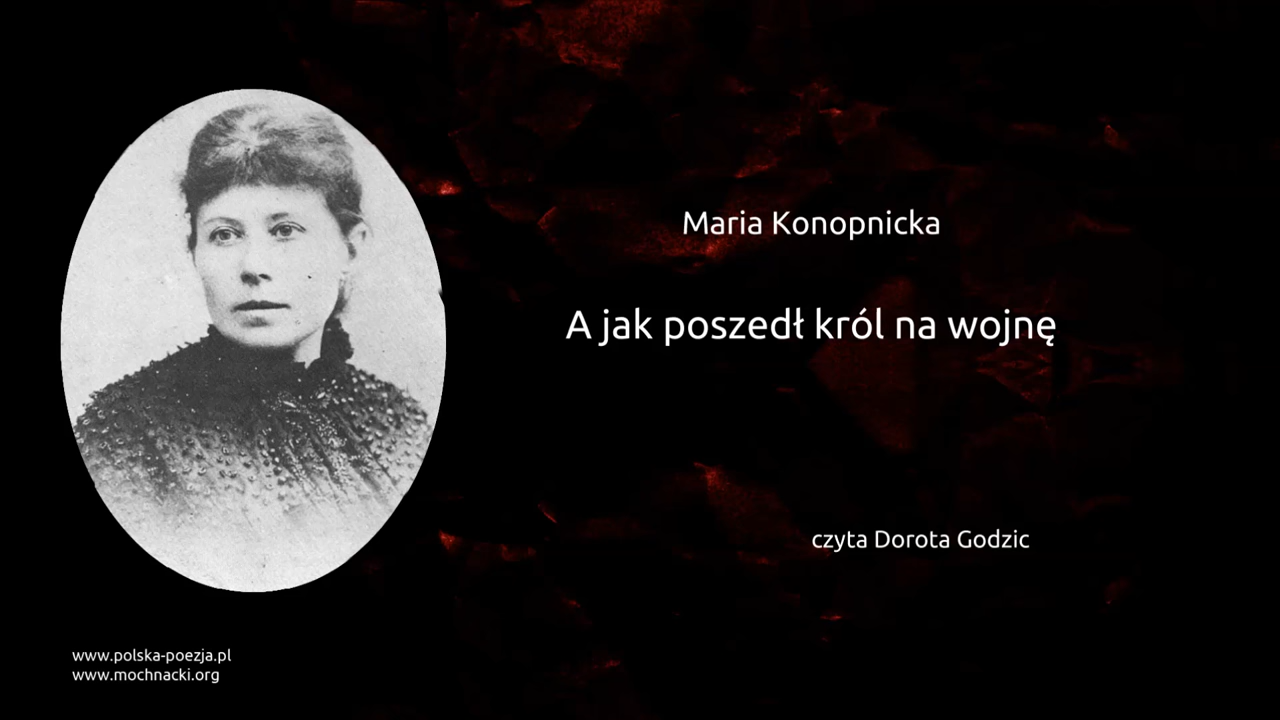 Maria Konopnicka
A jak poszedł król na wojnę
czyta Dorota Godzic
www.polska-poezja.pl
www.mochnacki.org